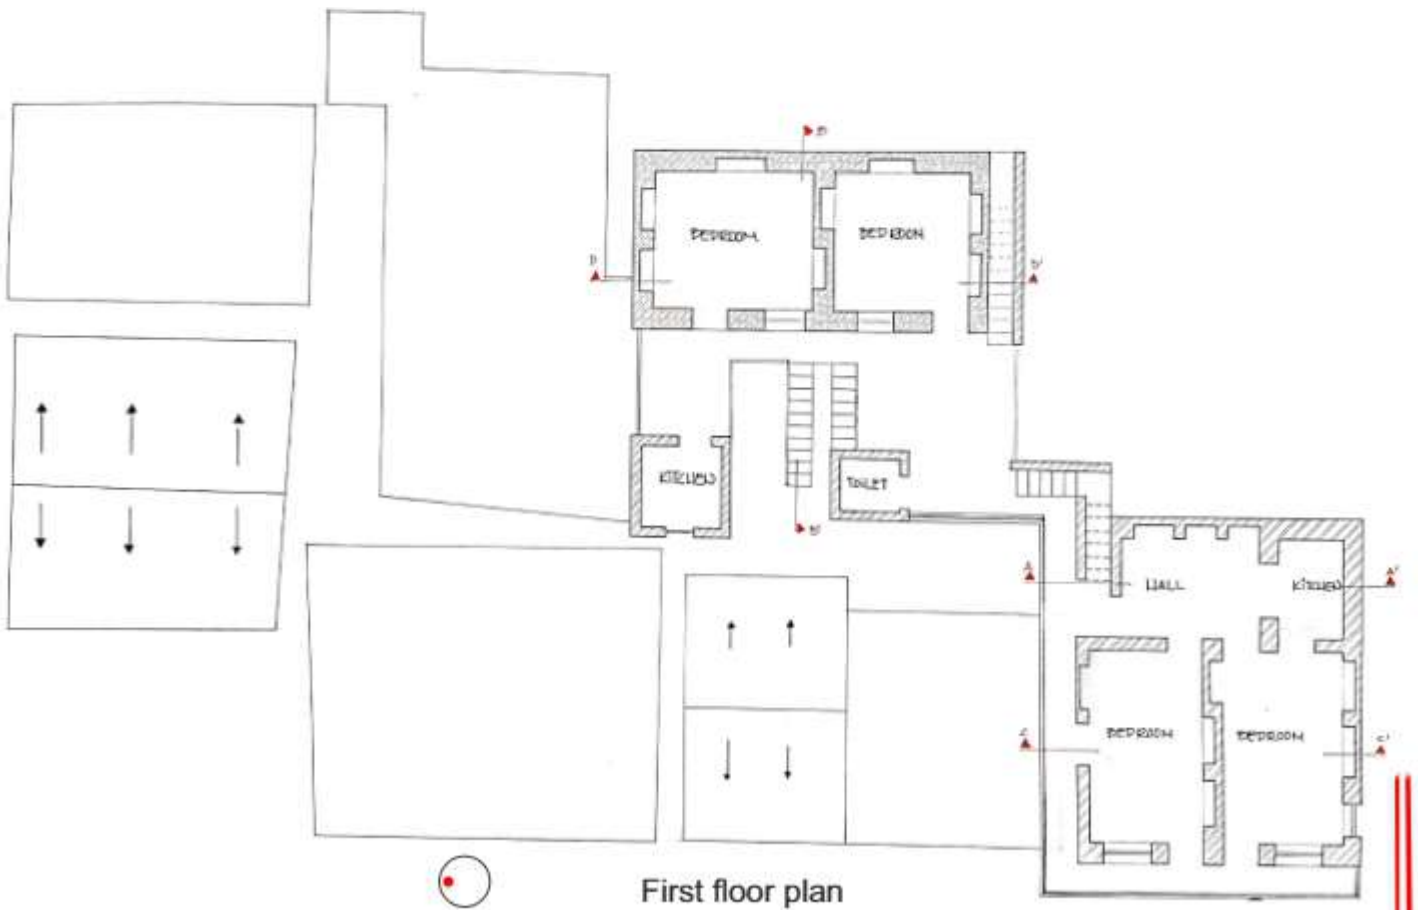 BEDROOM
BEDROOM
D
KITCHEN
TOILET
A
HALL
KITCHEN
A'
C
BEDROOM
BEDROOM
C'
First floor plan